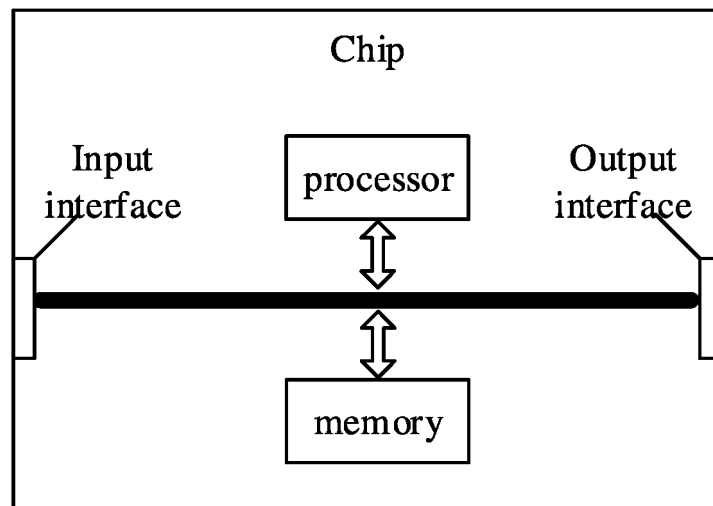 Chip
Input
interface
processor
Output
interface
memory